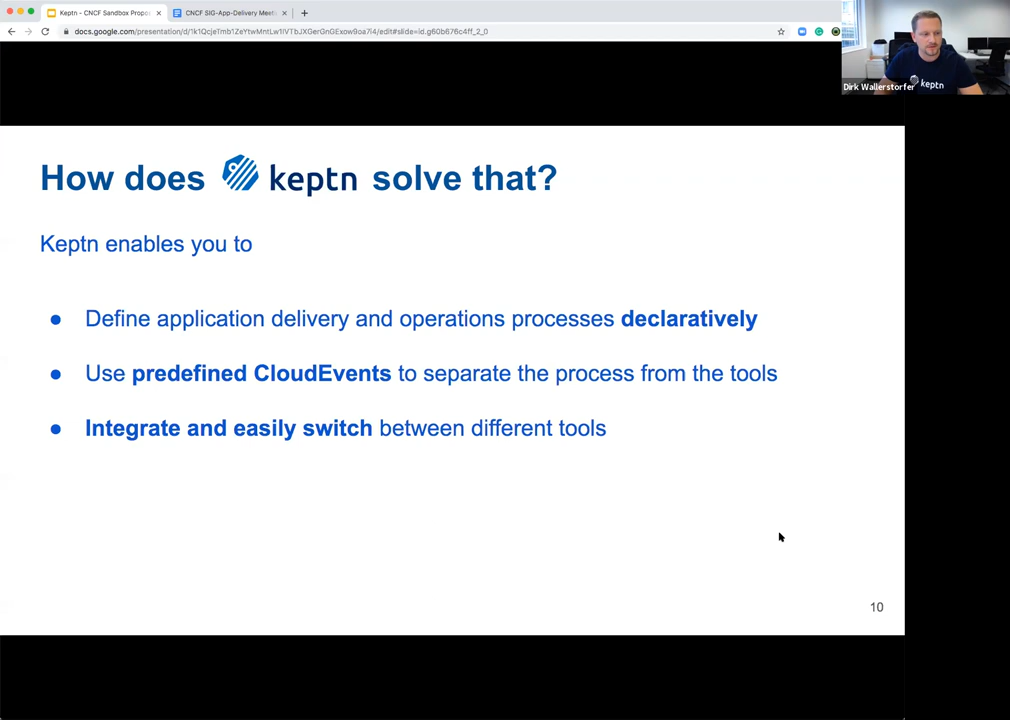 Keptn - CNCF Sandbox Propo
CNCF SIG-App-Delivery Meeti
Dirk Wallerstorfer
keptn
How does keptn solve that?
Keptn enables you to
● Define application delivery and operations processes declaratively
● Use predefined CloudEvents to separate the process from the tools
● Integrate and easily switch between different tools
10